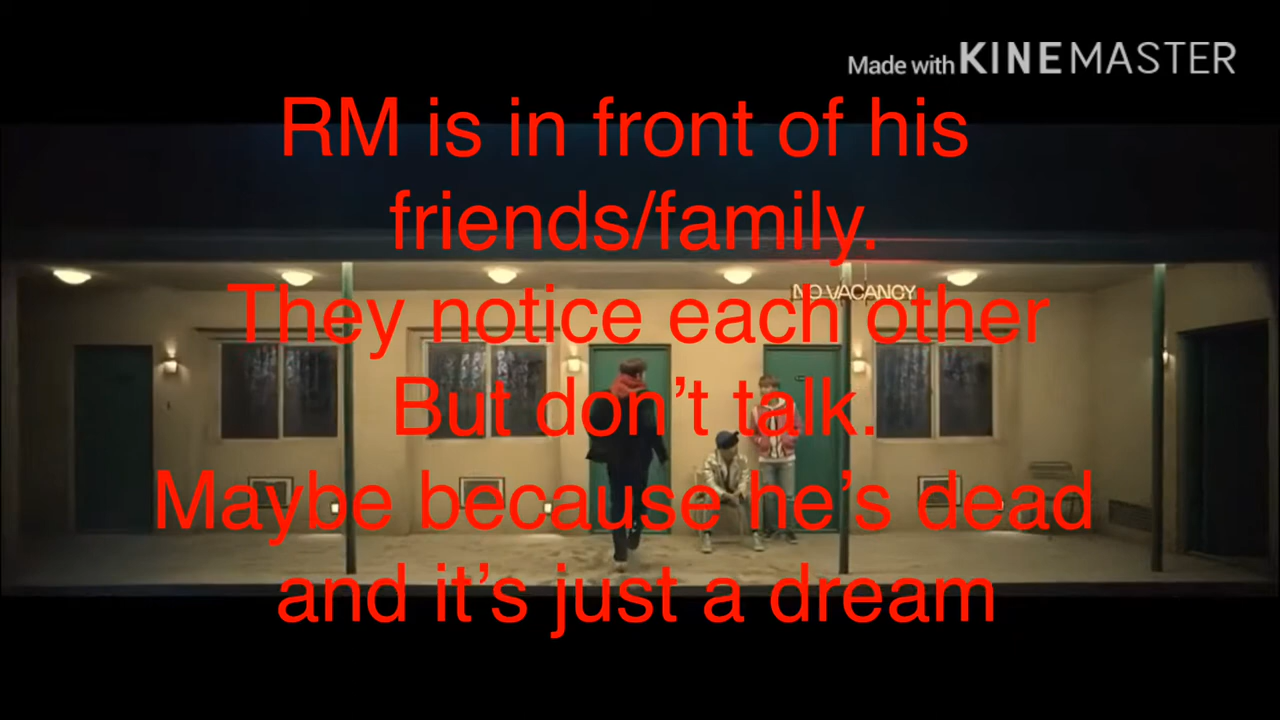 Made with KINEMASTER
RM is in front of his
friends/family.
NO VACANCY
They notice each other
But don’t talk.
Maybe because he’s dead
and it’s just a dream